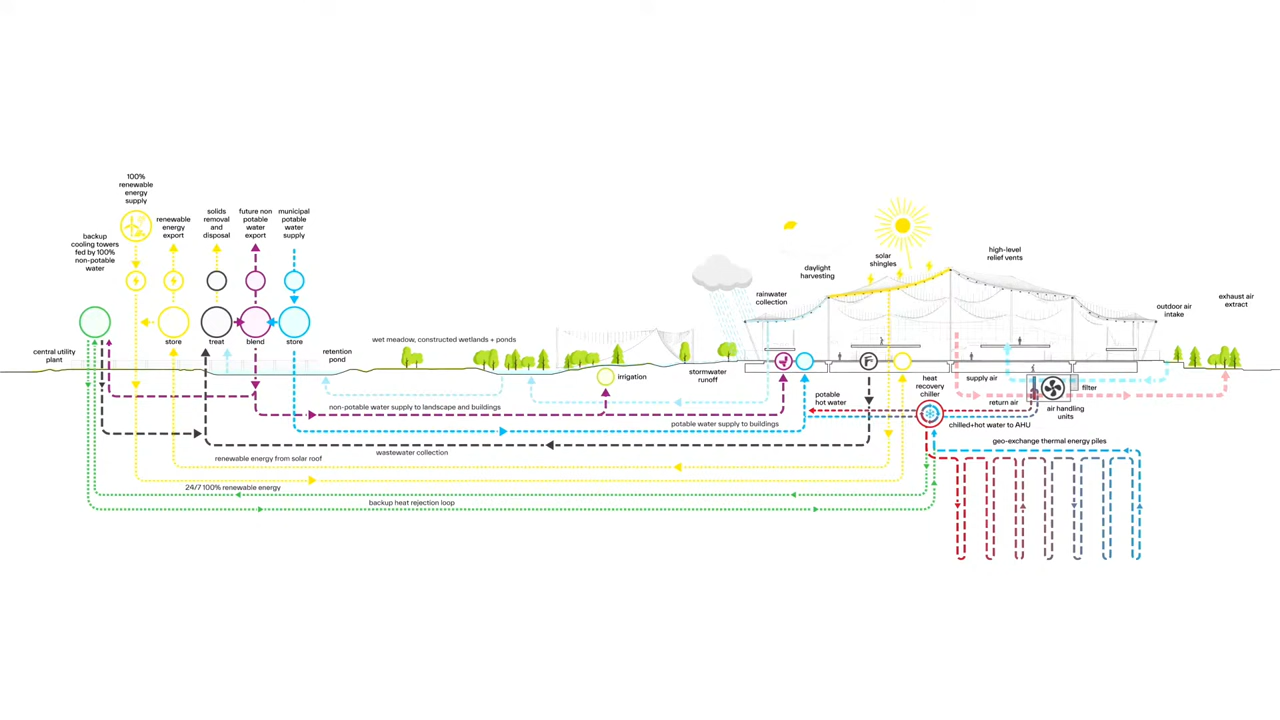 100%
renewable
energy
supply
backup
cooling towers
fed by 100%
non-potable
water
renewable
energy
export
solids
removal
and
disposal
future non
potable
water
export
municipal
potable
water
supply
central utility
plant
store
treat
blend
store
retention
pond
wet meadow, constructed wetlands + ponds
irrigation
stormwater
runoff
rainwater
collection
daylight
harvesting
solar
shingles
high-level
relief vents
outdoor air
intake
exhaust air
extract
potable
hot water
heat
recovery
chiller
supply air
return air
filter
air handling
units
chilled+hot water to AHU
geo-exchange thermal energy piles
non-potable water supply to landscape and buildings
potable water supply to buildings
wastewater collection
renewable energy from solar roof
24/7 100% renewable energy
backup heat rejection loop